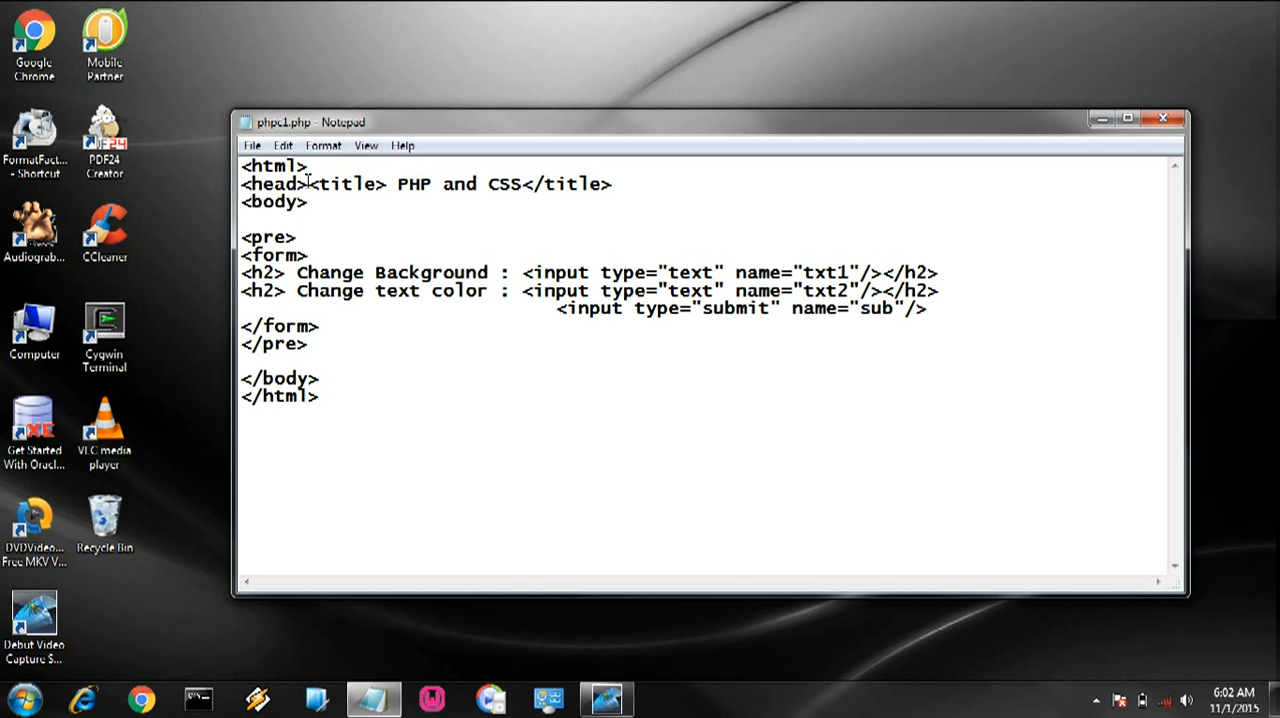 Google
Chrome
Mobile
Partner
FormatFact...
- Shortcut
PDF24
Creator
Audiograb...
CCleaner
Computer
Cygwin
Terminal
Get Started
With Oracl...
VLC media
player
DVDVideo...
Free MKV V...
Recycle Bin
Debut Video
Capture S...
phpc1.php - Notepad
File Edit Format View Help
<html>
<head><title> PHP and CSS</title>
<body>
<pre>
<form>
<h2> Change Background : <input type="text" name="txt1"/></h2>
<h2> Change text color : <input type="text" name="txt2"/></h2>
<input type="submit" name="sub"/>
</form>
</pre>
</body>
</html>
6:02 AM
11/1/2015